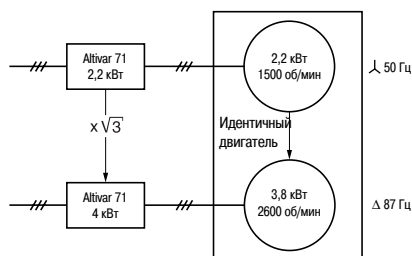 Altivar 71
2,2 кВт
2,2 кВт
1500 об/мин
⅄ 50 Гц
x √3
Идентичный
двигатель
Altivar 71
4 кВт
3,8 кВт
2600 об/мин
Δ 87 Гц